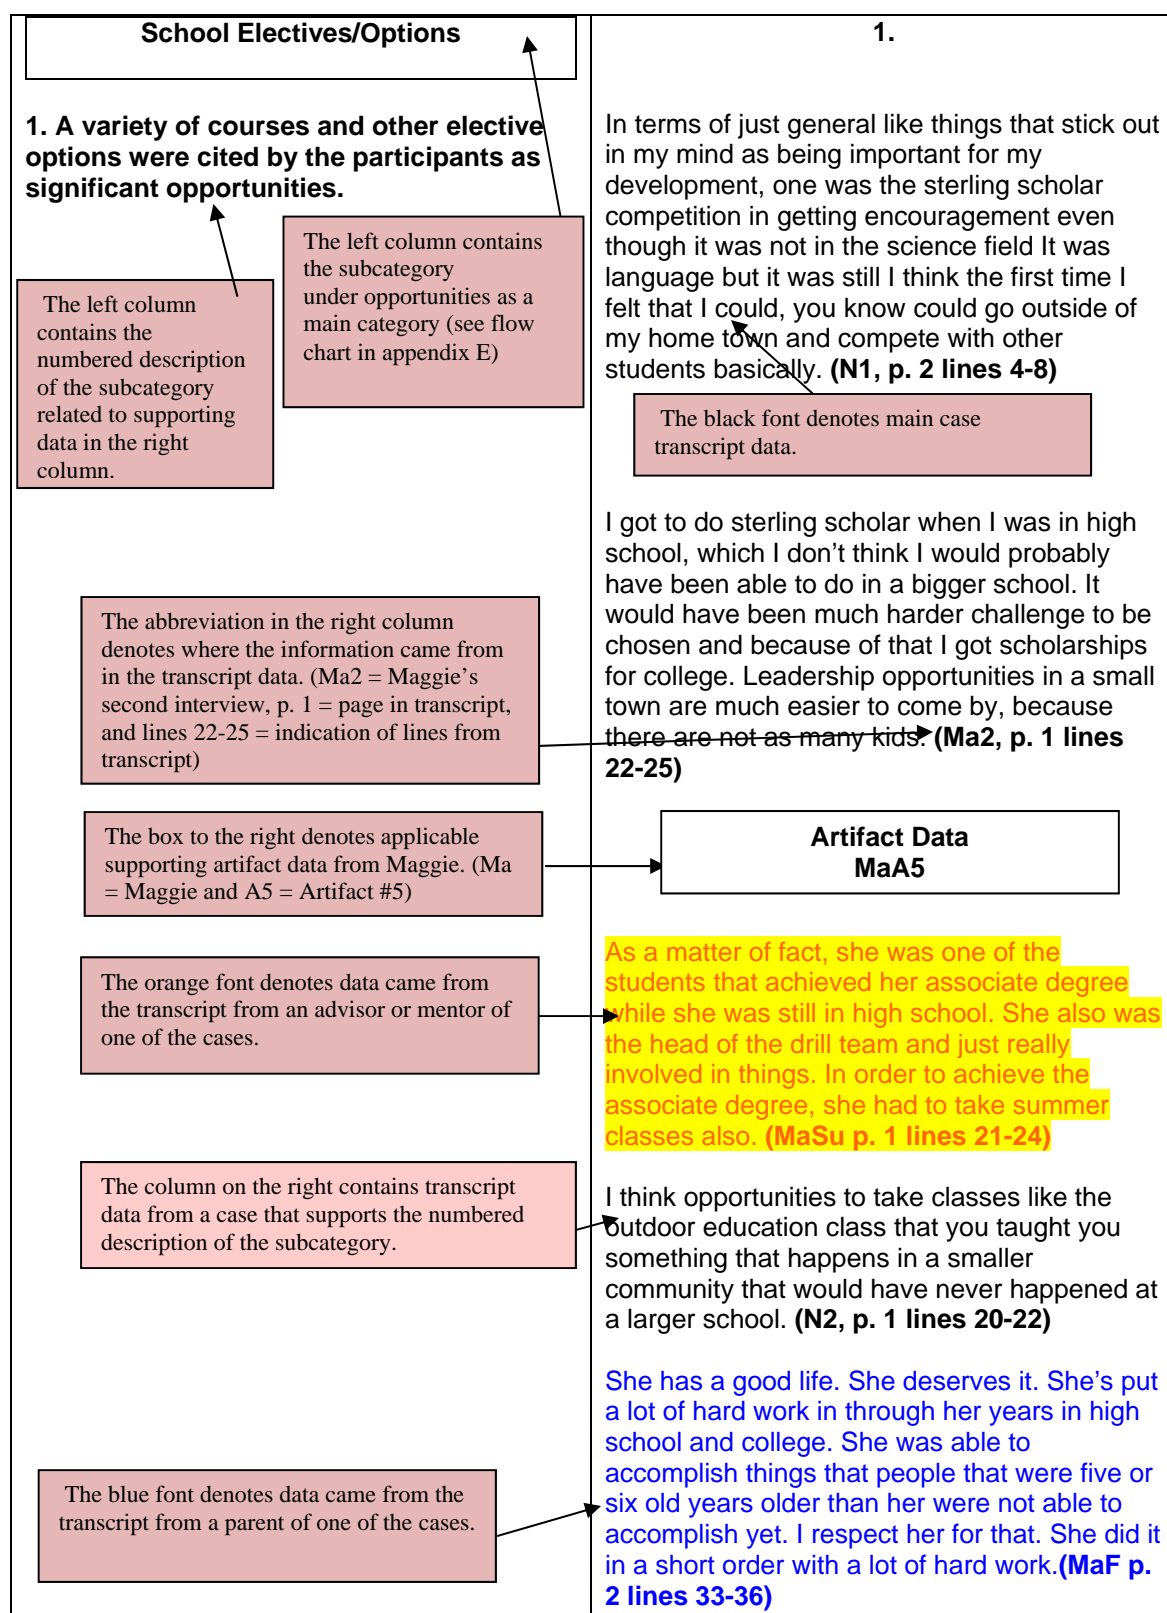 School Electives/Options
1. A variety of courses and other elective
options were cited by the participants as
significant opportunities.
The left column contains
the subcategory
under opportunities as a
main category (see flow
chart in appendix E)
The left column
contains the
numbered description
of the subcategory
related to supporting
data in the right
column.
The abbreviation in the right column
denotes where the information came from
in the transcript data. (Ma2 = Maggie's
second interview, p. 1 = page in transcript,
and lines 22-25 = indication of lines from
transcript)
The box to the right denotes applicable
supporting artifact data from Maggie. (Ma
= Maggie and A5 = Artifact #5)
The orange font denotes data came from
the transcript from an advisor or mentor of
one of the cases.
The column on the right contains transcript
data from a case that supports the numbered
description of the subcategory.
The blue font denotes data came from the
transcript from a parent of one of the cases.
1.
In terms of just general like things that stick out
in my mind as being important for my
development, one was the sterling scholar
competition in getting encouragement even
though it was not in the science field It was
language but it was still I think the first time I
felt that I could, you know could go outside of
my home town and compete with other
students basically. (N1, p. 2 lines 4-8)
The black font denotes main case
transcript data.
I got to do sterling scholar when I was in high
school, which I don't think I would probably
have been able to do in a bigger school. It
would have been much harder challenge to be
chosen and because of that I got scholarships
for college. Leadership opportunities in a small
town are much easier to come by, because
there are not as many kids. (Ma2, p. 1 lines
22-25)
Artifact Data
MaA5
As a matter of fact, she was one of the
students that achieved her associate degree
while she was still in high school. She also was
the head of the drill team and just really
involved in things. In order to achieve the
associate degree, she had to take summer
classes also. (MaSu p. 1 lines 21-24)
I think opportunities to take classes like the
outdoor education class that you taught you
something that happens in a smaller
community that would have never happened at
a larger school. (N2, p. 1 lines 20-22)
She has a good life. She deserves it. She's put
a lot of hard work in through her years in high
school and college. She was able to
accomplish things that people that were five or
six old years older than her were not able to
accomplish yet. I respect her for that. She did it
in a short order with a lot of hard work.(MaF p.
2 lines 33-36)